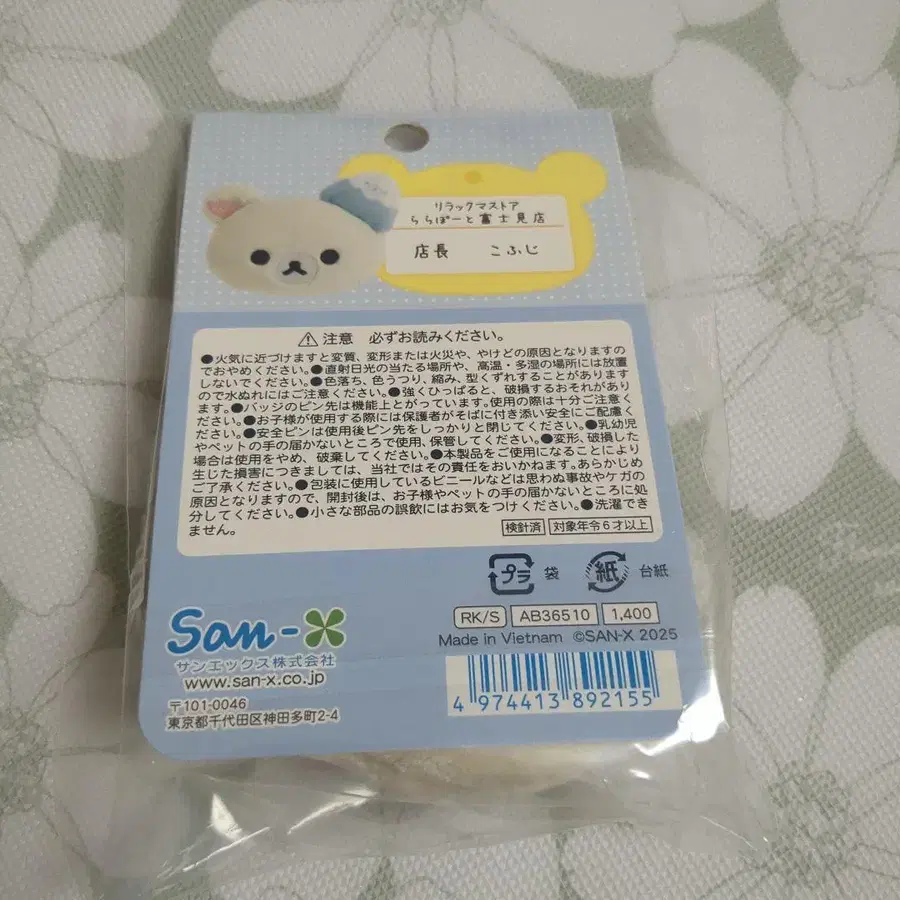 リラックマストア
ららぽーと富士見店
店長 こふじ
注意 必ずお読みください。
●火気に近づけますと変質、変形または火災や、やけどの原因となりますの
でおやめください。●直射日光の当たる場所や、高温・多湿の場所には放置
しないでください。●色落ち、色うつり、縮み、型くずれすることがあります
ので水ぬれにはご注意ください。●強くひっぱると、破損するおそれがあり
ます。●バッジのピン先は機能上とがっています。使用の際は十分ご注意く
ださい。●お子様が使用する際には保護者がそばに付き添い安全にご配慮く
ださい。●安全ピンは使用後ピン先をしっかりと閉じてください。●乳幼児
やペットの手の届かないところで使用、保管してください。●変形、破損した
場合は使用をやめ、破棄してください。●本製品をご使用になることにより
生じた損害につきましては、当社ではその責任をおいかねます。あらかじめ
ご了承ください。●包装に使用しているビニールなどは思わぬ事故やケガの
原因となりますので、開封後は、お子様やペットの手の届かないところに処
分してください。●小さな部品の誤飲にはお気をつけください。●洗濯でき
ません。
検針済 対象年令6才以上
プラ 袋 紙 台紙
RK/S AB36510 1,400
Made in Vietnam ©SAN-X 2025
San-X
サンエックス株式会社
www.san-x.co.jp
〒101-0046
東京都千代田区神田多町2-4
4 974413 892155